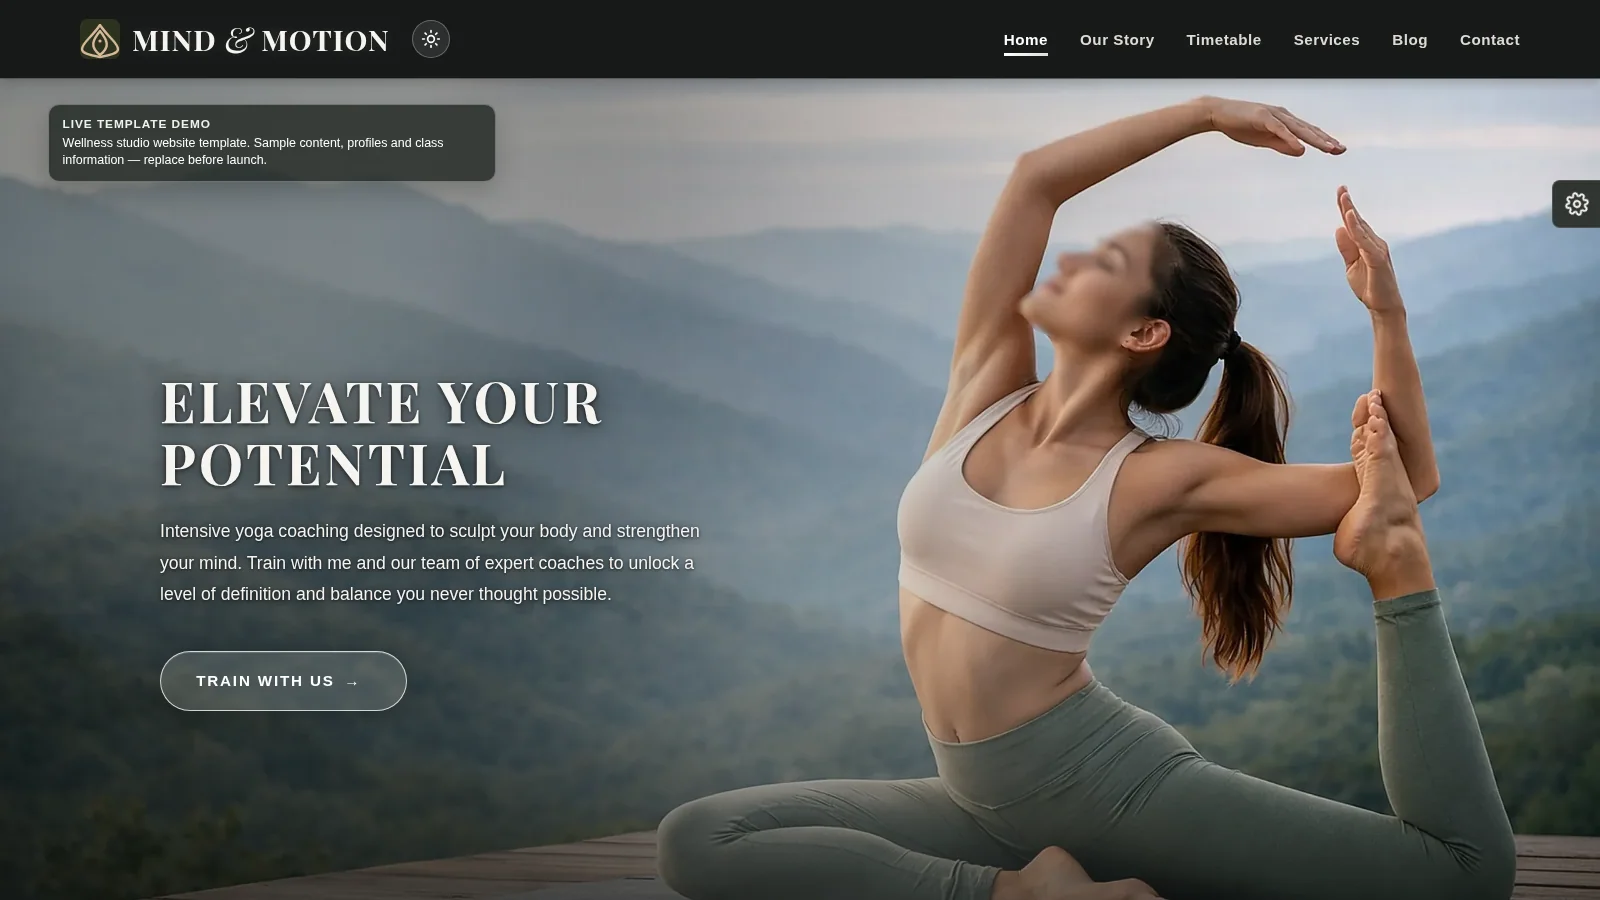 MIND & MOTION
Home
Our Story
Timetable
Services
Blog
Contact
LIVE TEMPLATE DEMO
Wellness studio website template. Sample content, profiles and class
information — replace before launch.
ELEVATE YOUR
POTENTIAL
Intensive yoga coaching designed to sculpt your body and strengthen
your mind. Train with me and our team of expert coaches to unlock a
level of definition and balance you never thought possible.
TRAIN WITH US →